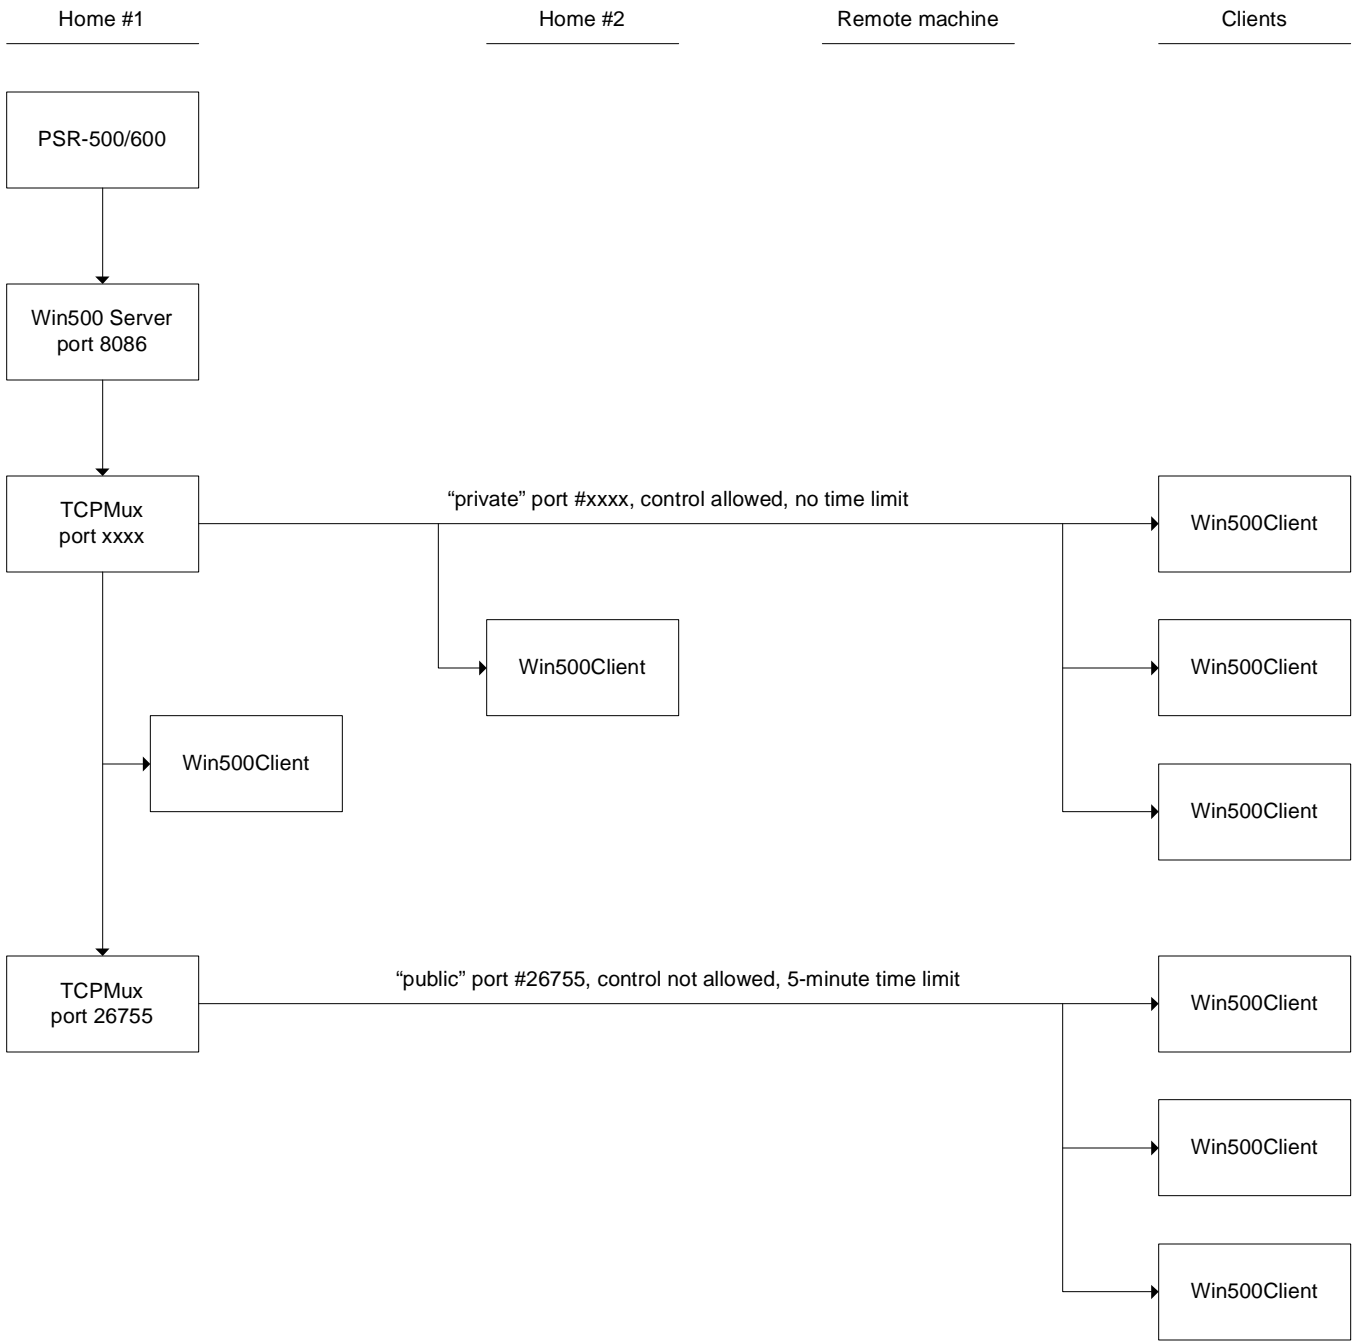 Home #1
Home #2
Remote machine
Clients
PSR-500/600
Win500 Server
port 8086
TCPMux
port xxxx
“private” port #xxxx, control allowed, no time limit
Win500Client
Win500Client
Win500Client
Win500Client
Win500Client
TCPMux
port 26755
“public” port #26755, control not allowed, 5-minute time limit
Win500Client
Win500Client
Win500Client